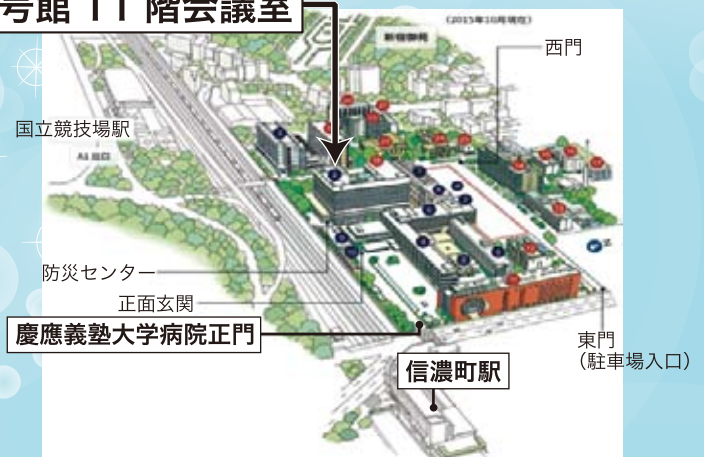 号館 11 階会議室
(2015年10月現在)
新宿御苑
西門
国立競技場駅
A1 出口
防災センター
正面玄関
慶應義塾大学病院正門
信濃町駅
東門
(駐車場入口)